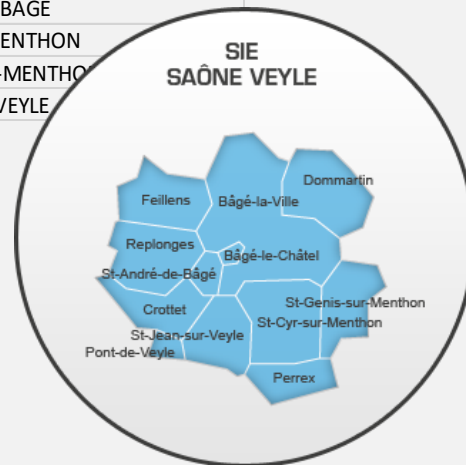 BAGE
MENTHON
-MENTHO
VEYLE
SIE
SAÔNE VEYLE
Dommartin
Feillens
Bâgé-la-Ville
Replonges
Bâgé-le-Châtel
St-André-de-Bâgé
St-Genis-sur-Menthon
Crottet
St-Cyr-sur-Menthon
St-Jean-sur-Veyle
Pont-de-Veyle
Perrex